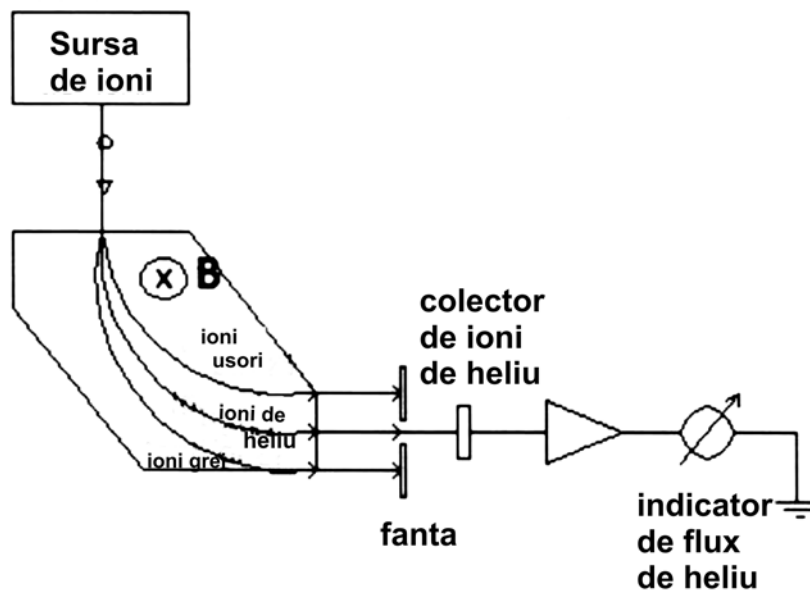 Sursa
de ioni
X B
ioni
usori
ioni de
heliu
ioni grei
colector
de ioni
de heliu
fanta
indicator
de flux
de heliu